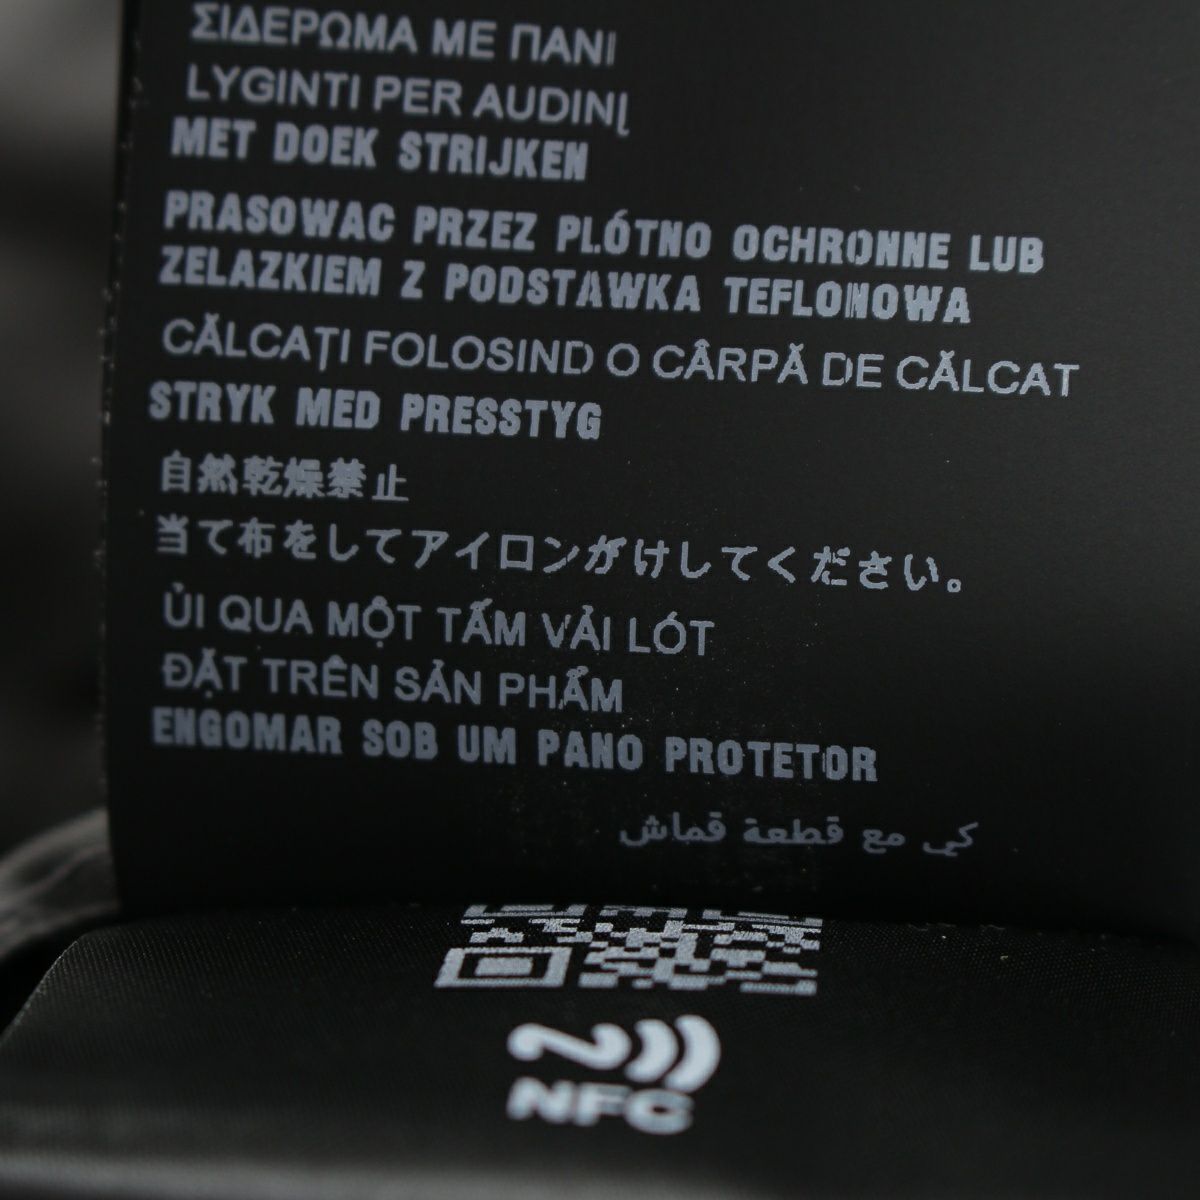 ΣΙΔΕΡΩΜΑ ΜΕ ΠΑΝΙ
LYGINTI PER AUDINĮ
MET DOEK STRIJKEN
PRASOWAC PRZEZ PLÓTNO OCHRONNE LUB
ZELAZKIEM Z PODSTAWKA TEFLONOWA
CĂLCAȚI FOLOSIND O CÂRPĂ DE CĂLCAT
STRYK MED PRESSTYG
自然乾燥禁止
当て布をしてアイロンがけしてください。
ỦI QUA MỘT TẤM VẢI LÓT
ĐẶT TRÊN SẢN PHẨM
ENGOMAR SOB UM PANO PROTETOR
كي مع قطعة قماش
NFC